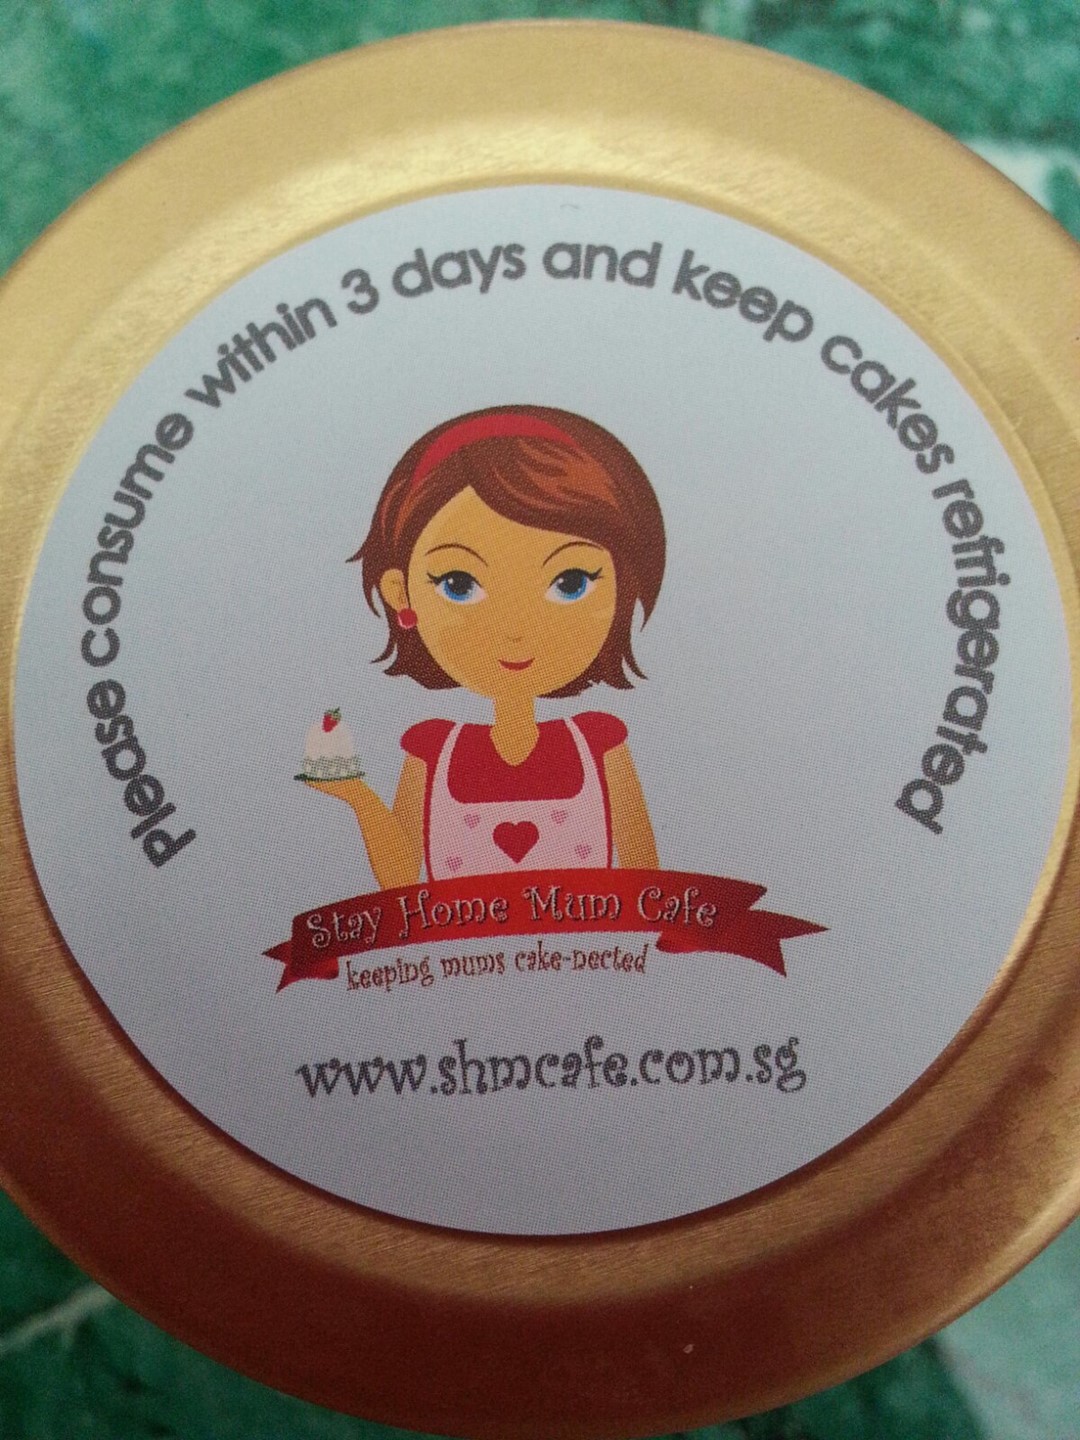 Please consume within 3 days and keep cakes refrigerated
Stay Home Mum Cafe
keeping mums cake-nected
www.shmcafe.com.sg